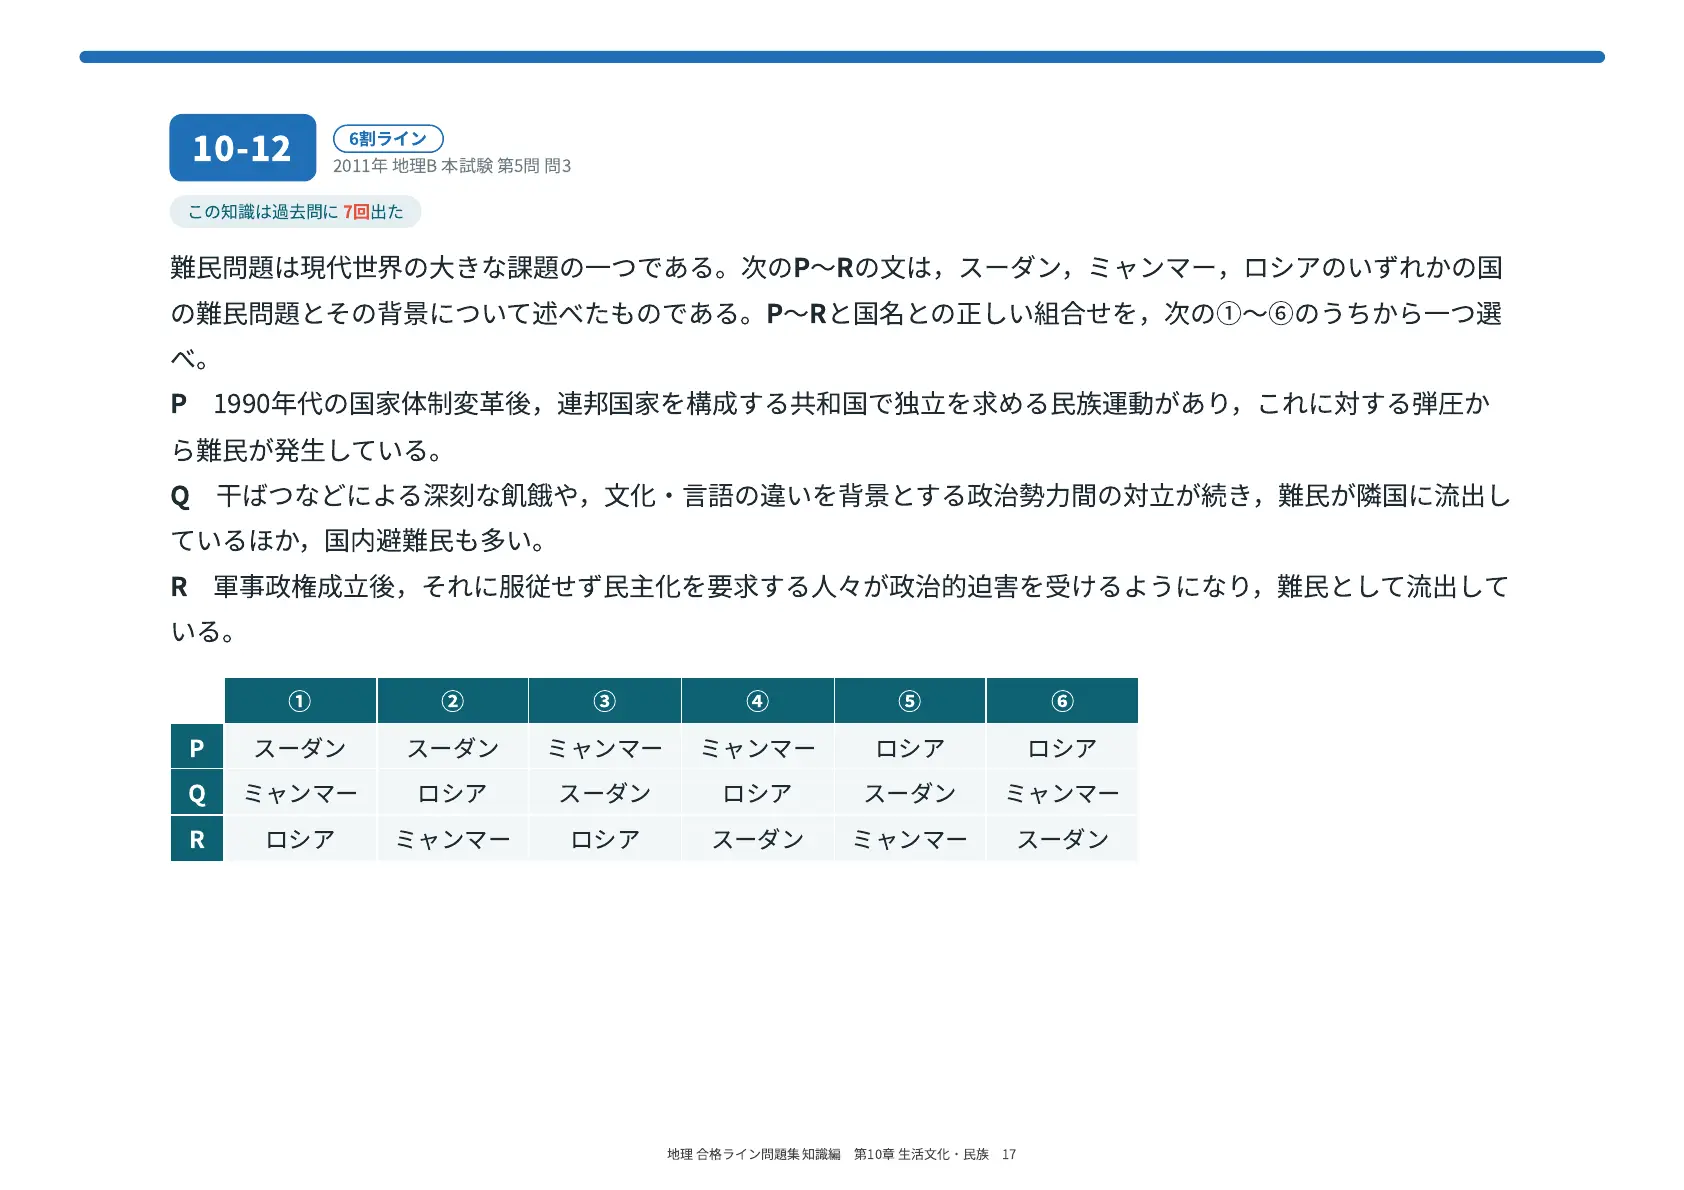 10-12
6割ライン
2011年 地理B 本試験 第5問 問3
この知識は過去問に 7回出た
難民問題は現代世界の大きな課題の一つである。次のP～Rの文は，スーダン，ミャンマー，ロシアのいずれかの国
の難民問題とその背景について述べたものである。P～Rと国名との正しい組合せを，次の①～⑥のうちから一つ選
べ。
P　1990年代の国家体制変革後，連邦国家を構成する共和国で独立を求める民族運動があり，これに対する弾圧か
ら難民が発生している。
Q　干ばつなどによる深刻な飢餓や，文化・言語の違いを背景とする政治勢力間の対立が続き，難民が隣国に流出し
ているほか，国内避難民も多い。
R　軍事政権成立後，それに服従せず民主化を要求する人々が政治的迫害を受けるようになり，難民として流出して
いる。
① ② ③ ④ ⑤ ⑥
P スーダン スーダン ミャンマー ミャンマー ロシア ロシア
Q ミャンマー ロシア スーダン ロシア スーダン ミャンマー
R ロシア ミャンマー ロシア スーダン ミャンマー スーダン
地理 合格ライン問題集 知識編　第10章 生活文化・民族　17